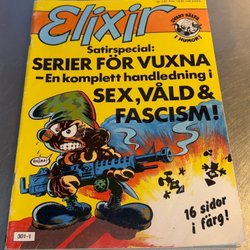 Elixir
Satirspecial:
SERIER FÖR VUXNA
-En komplett handledning i
SEX, VÅLD &
FASCISM!
16 sidor
i färg!
301-1